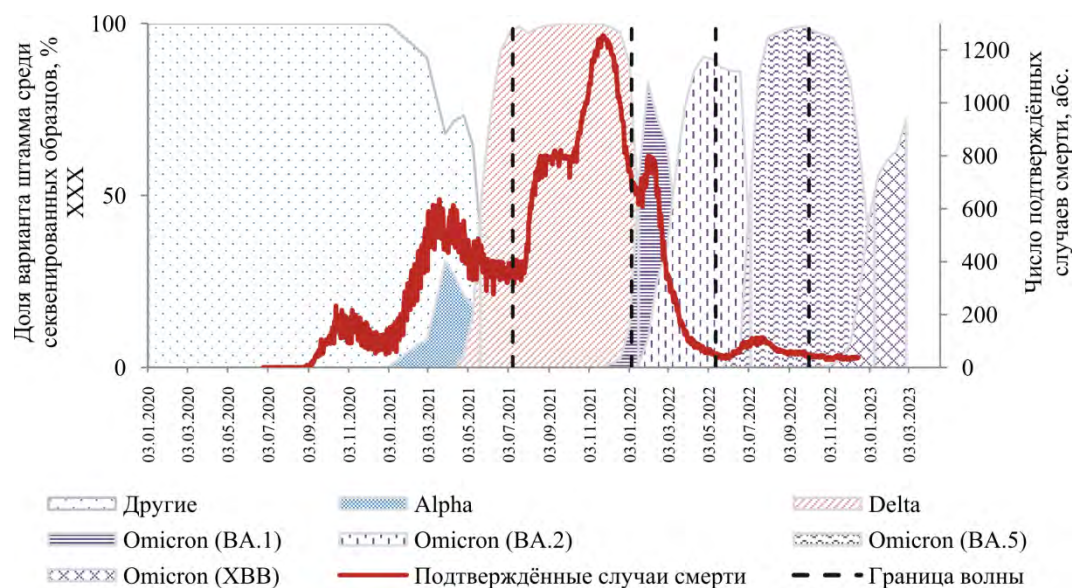 Доля варианта штамма среди
секвенированных образцов, %
XXX
100
50
0
1200
1000
800
600
400
200
0
Число подтверждённых
случаев смерти, абс.
03.01.2020
03.03.2020
03.05.2020
03.07.2020
03.09.2020
03.11.2020
03.01.2021
03.03.2021
03.05.2021
03.07.2021
03.09.2021
03.11.2021
03.01.2022
03.03.2022
03.05.2022
03.07.2022
03.09.2022
03.11.2022
03.01.2023
03.03.2023
Другие
Alpha
Delta
Omicron (BA.1)
Omicron (BA.2)
Omicron (BA.5)
Omicron (XBB)
Подтверждённые случаи смерти
Граница волны